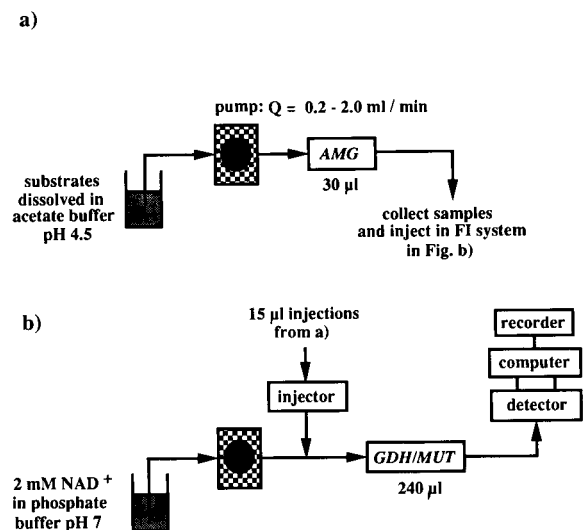 a)
pump: Q = 0.2 - 2.0 ml / min
AMG
30 µl
substrates
dissolved in
acetate buffer
pH 4.5
collect samples
and inject in FI system
in Fig. b)
b)
15 µl injections
from a)
injector
recorder
computer
detector
GDH/MUT
240 µl
2 mM NAD +
in phosphate
buffer pH 7